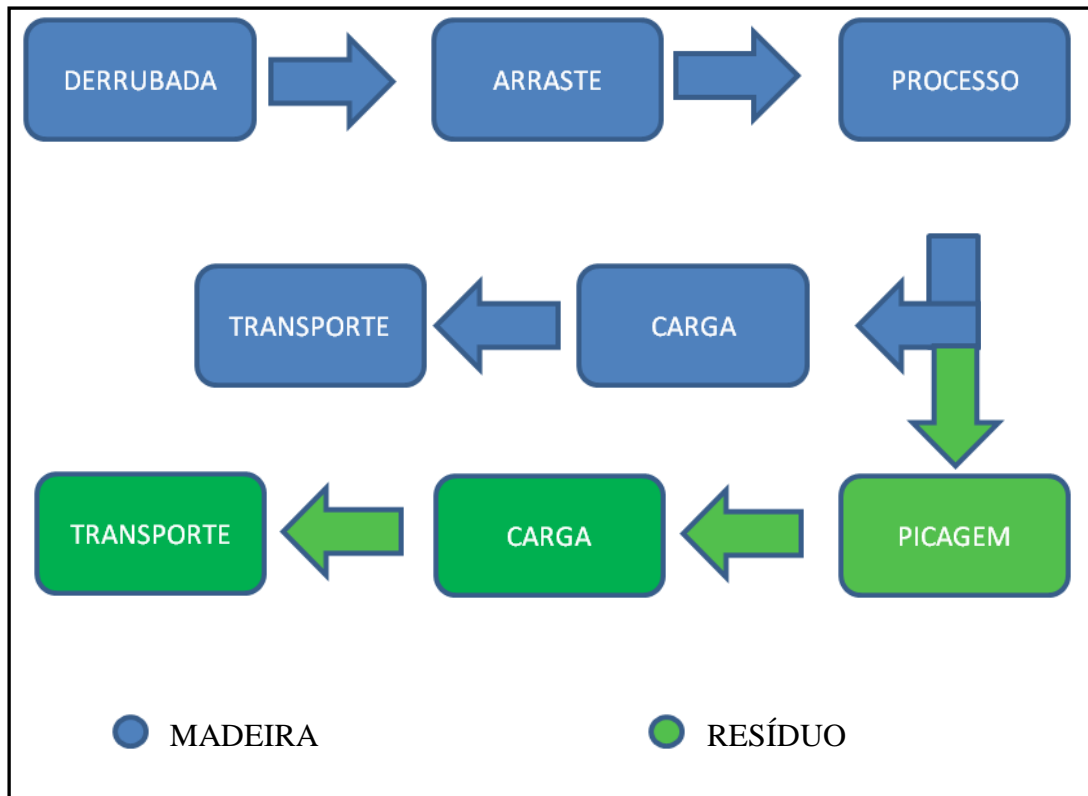 DERRUBADA
ARRASTE
PROCESSO
TRANSPORTE
CARGA
TRANSPORTE
CARGA
PICAGEM
MADEIRA
RESÍDUO